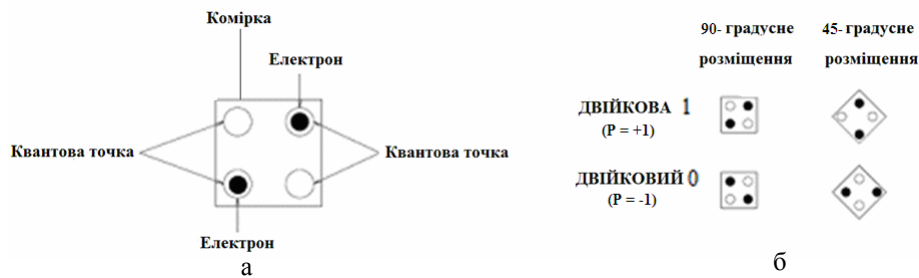 Комірка
Електрон
Квантова точка
Квантова точка
Електрон
а
90- градусне
розміщення
45- градусне
розміщення
ДВІЙКОВА 1
(P = +1)
ДВІЙКОВИЙ 0
(P = -1)
б